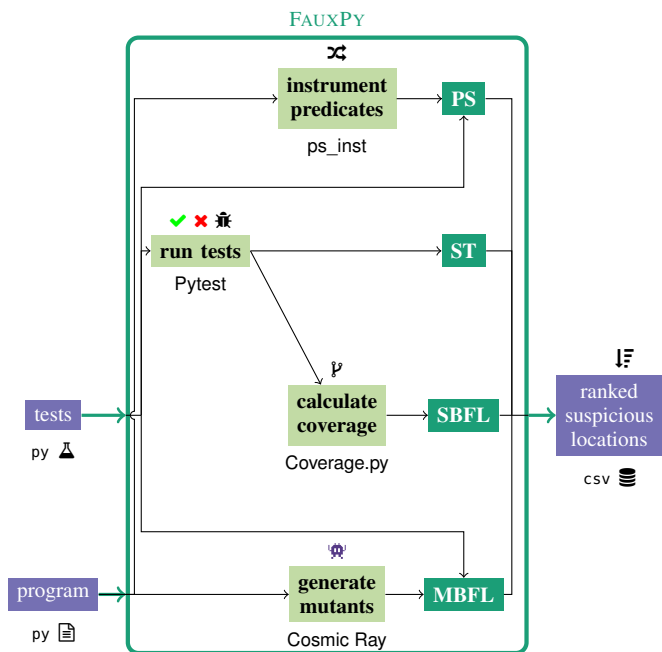 FAUXPY
instrument
predicates
ps_inst
PS
run tests
Pytest
ST
tests
py
calculate
coverage
Coverage.py
SBFL
ranked
suspicious
locations
csv
program
py
generate
mutants
Cosmic Ray
MBFL